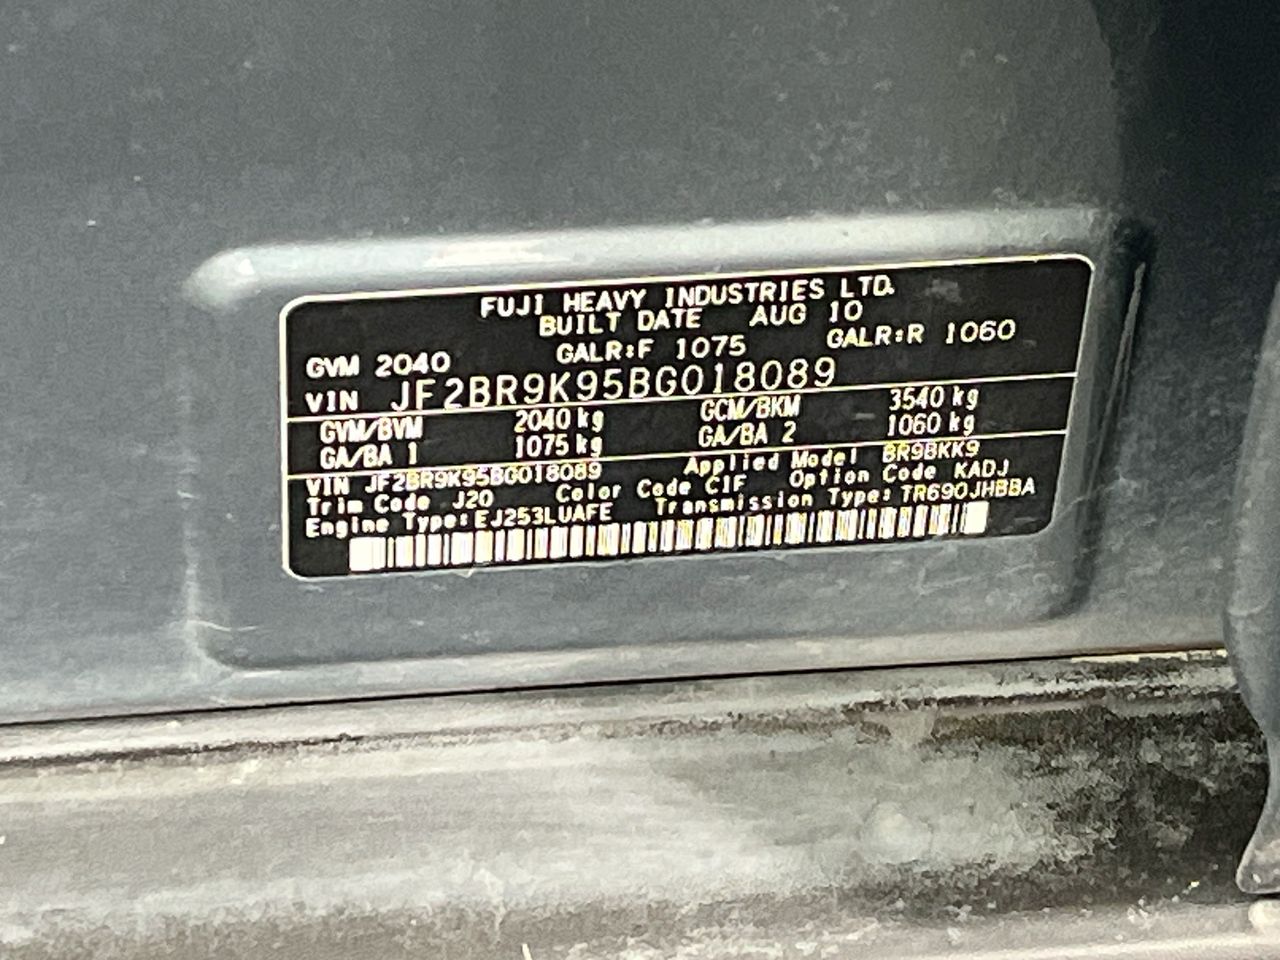 FUJI HEAVY INDUSTRIES LTD.
BUILT DATE AUG 10
GVM 2040 GALR:F 1075 GALR:R 1060
VIN JF2BR9K95BG018089
GVM/BVM 2040 kg GCM/BKM 3540 kg
GA/BA 1 1075 kg GA/BA 2 1060 kg
VIN JF2BR9K95BG018089 Applied Model BR9BKK9
Trim Code J20 Color Code C1F Option Code KADJ
Engine Type:EJ253LUAFE Transmission Type:TR690JHBBA